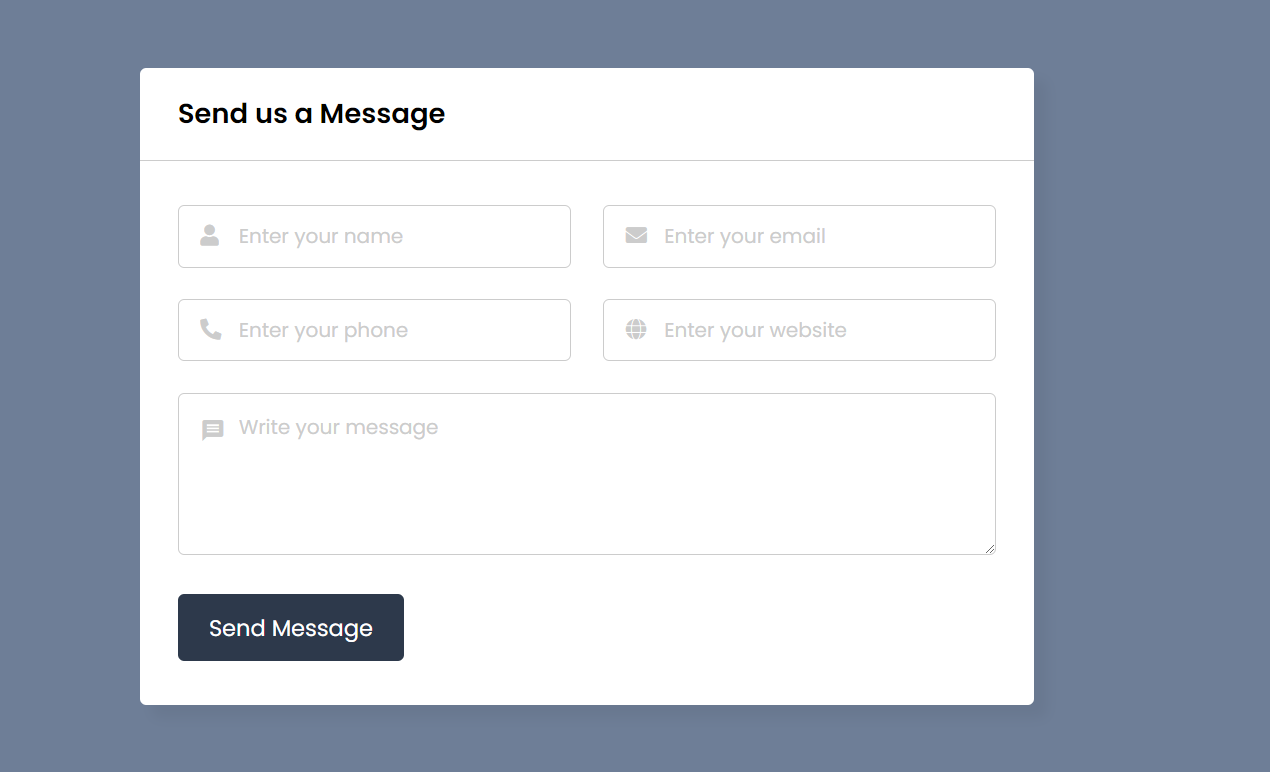 Send us a Message
Enter your name
Enter your email
Enter your phone
Enter your website
Write your message
Send Message